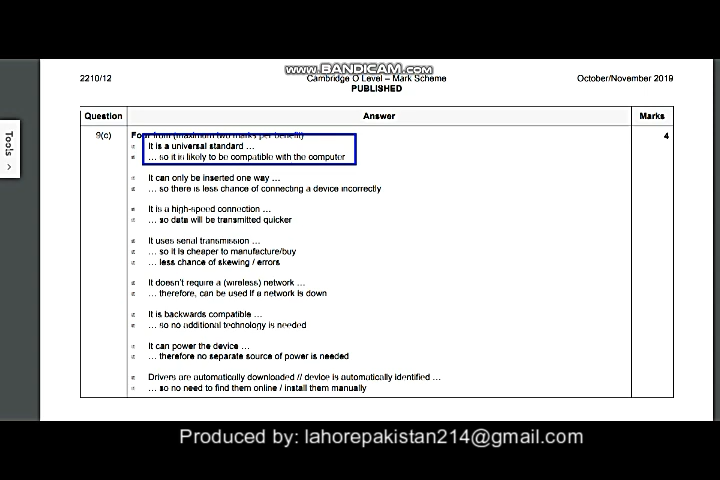 www.BANDICAM.com
2210/12
Cambridge O Level – Mark Scheme
PUBLISHED
October/November 2019
Question
Answer
Marks
9(c)
Four from (maximum two marks per benefit)
4
It is a universal standard …
… so it is likely to be compatible with the computer
It can only be inserted one way …
… so there is less chance of connecting a device incorrectly
It is a high-speed connection …
… so data will be transmitted quicker
It uses serial transmission …
… so it is cheaper to manufacture/buy
… less chance of skewing / errors
It doesn't require a (wireless) network …
… therefore, can be used if a network is down
It is backwards compatible …
… so no additional technology is needed
It can power the device …
… therefore no separate source of power is needed
Drivers are automatically downloaded // device is automatically identified …
… so no need to find them online / install them manually
Tools
Produced by: lahorepakistan214@gmail.com